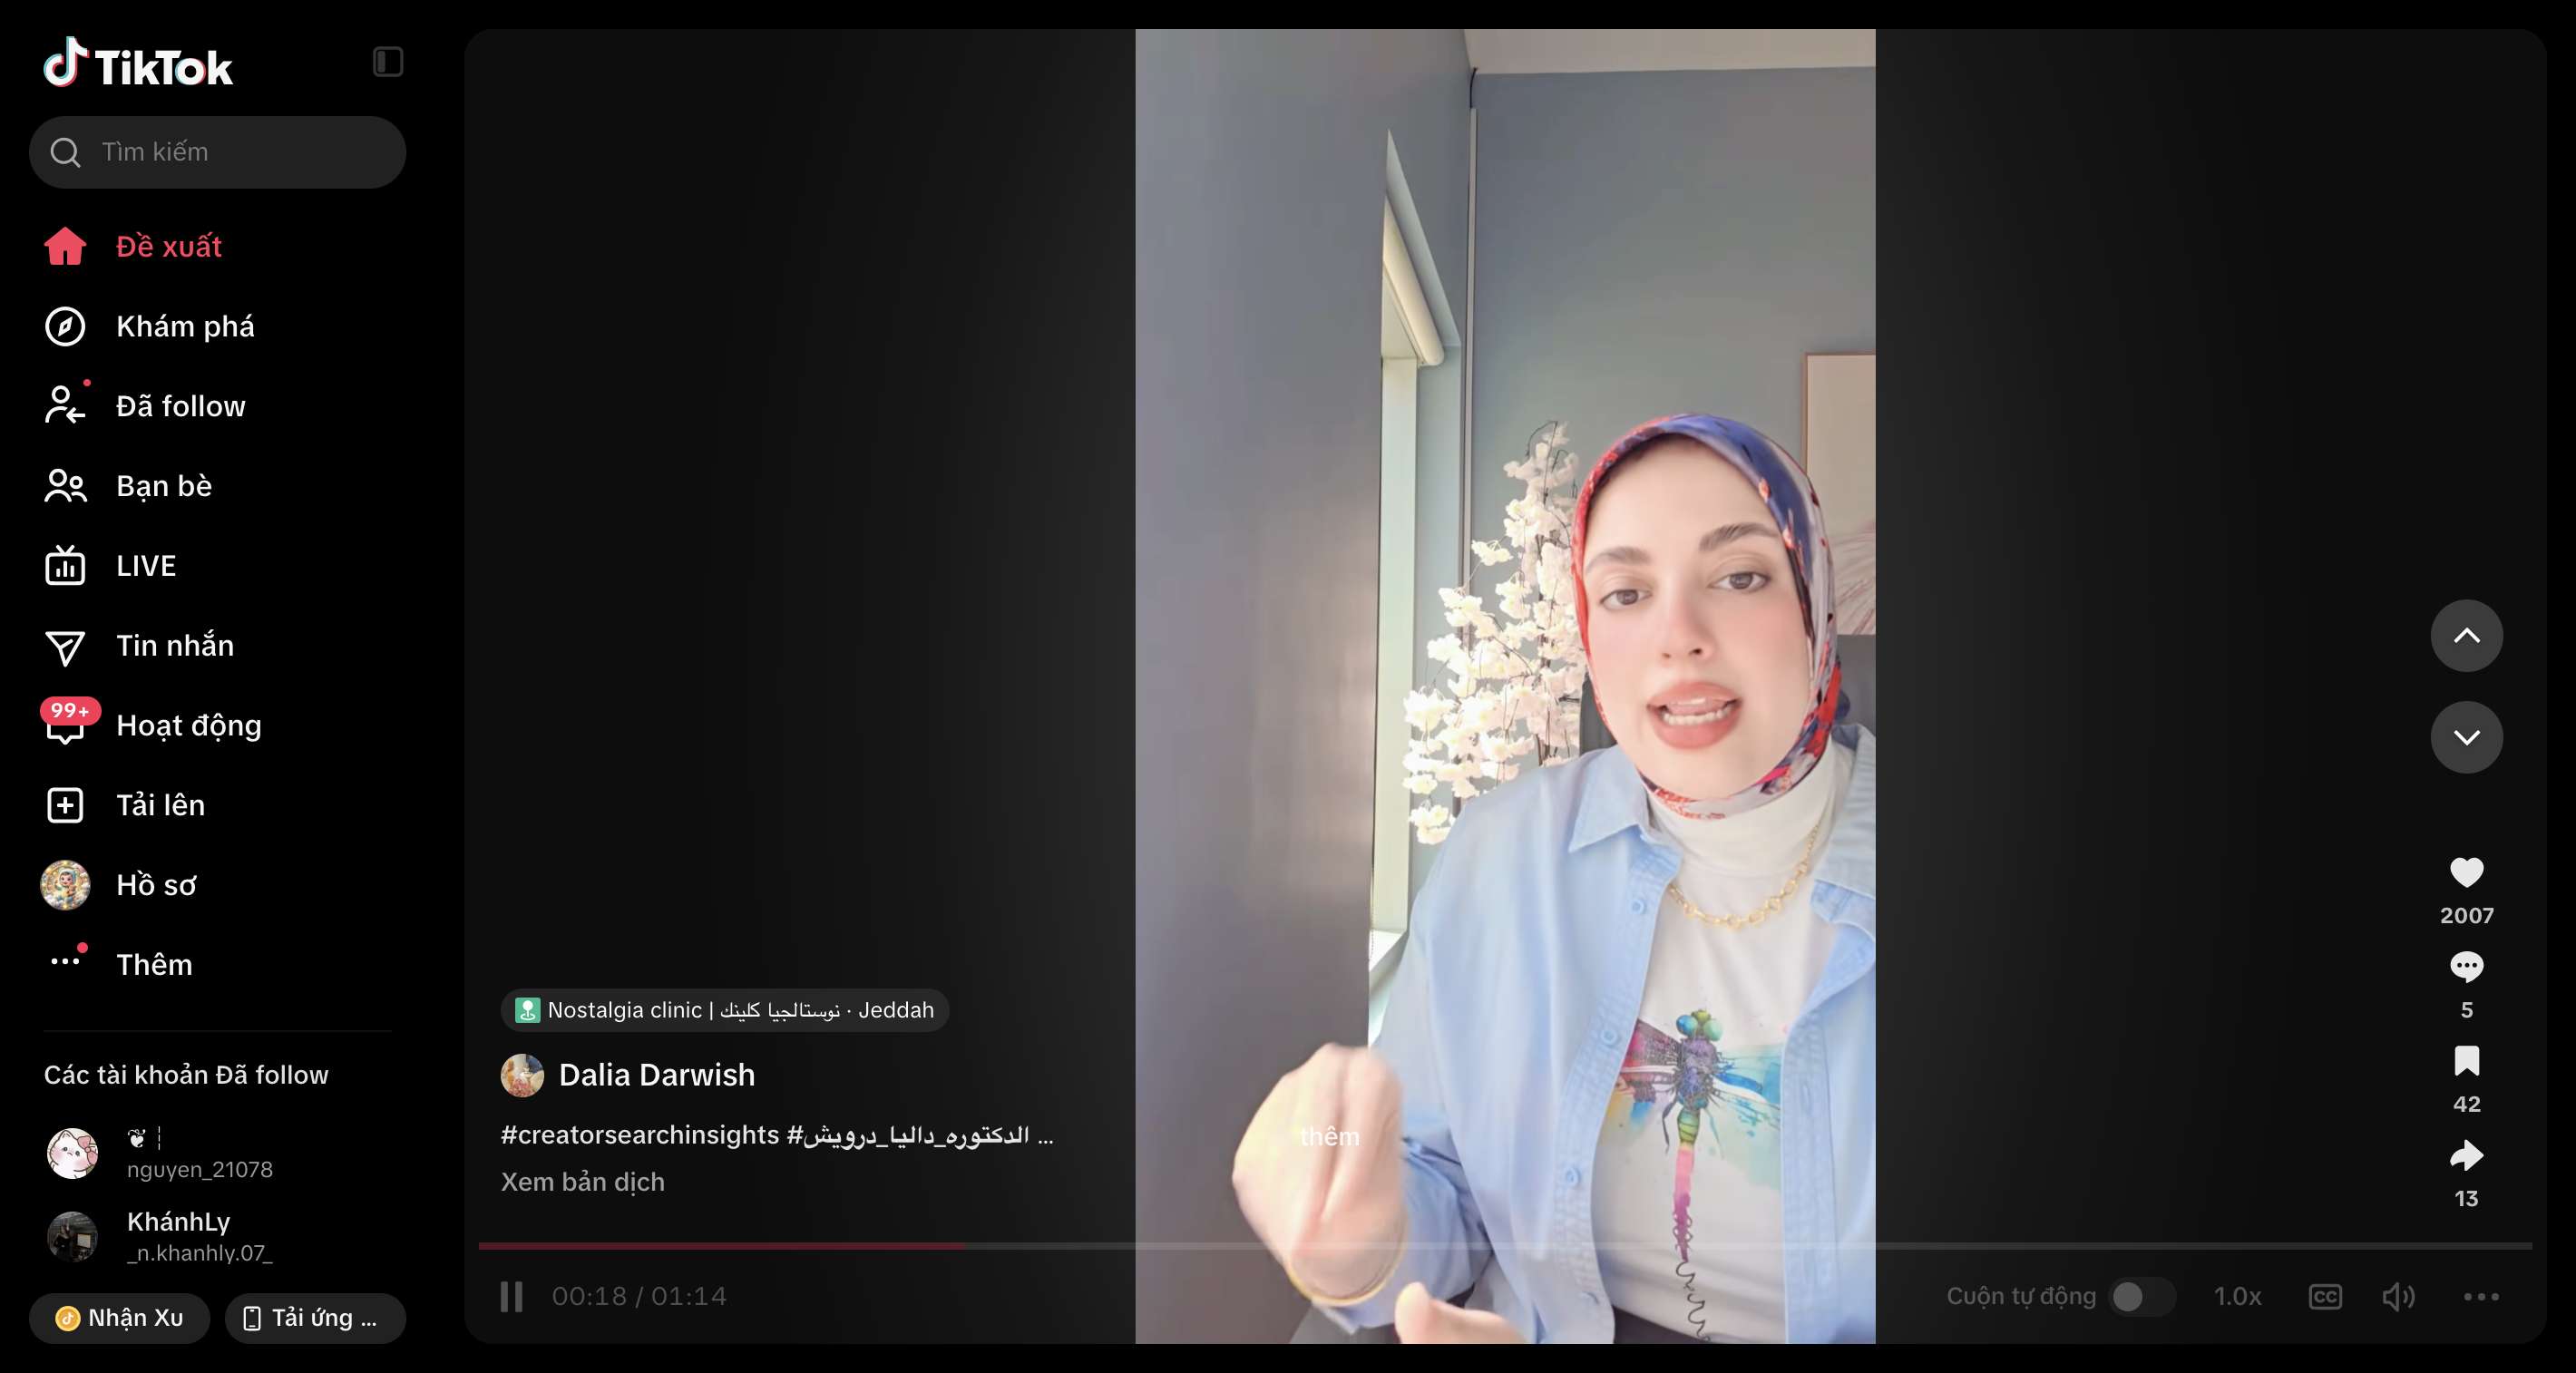 TikTok
Tìm kiếm
Đề xuất
Khám phá
Đã follow
Bạn bè
LIVE
Tin nhắn
99+
Hoạt động
Tải lên
Hồ sơ
Thêm
Các tài khoản Đã follow
nguyen_21078
KhánhLy
_n.khanhly.07_
Nhận Xu
Tải ứng ...
Nostalgia clinic | نوستالجيا كلينك · Jeddah
Dalia Darwish
#creatorsearchinsights #الدكتوره_داليا_درويش ...
thêm
Xem bản dịch
00:18 / 01:14
2007
5
42
13
Cuộn tự động
1.0x
CC